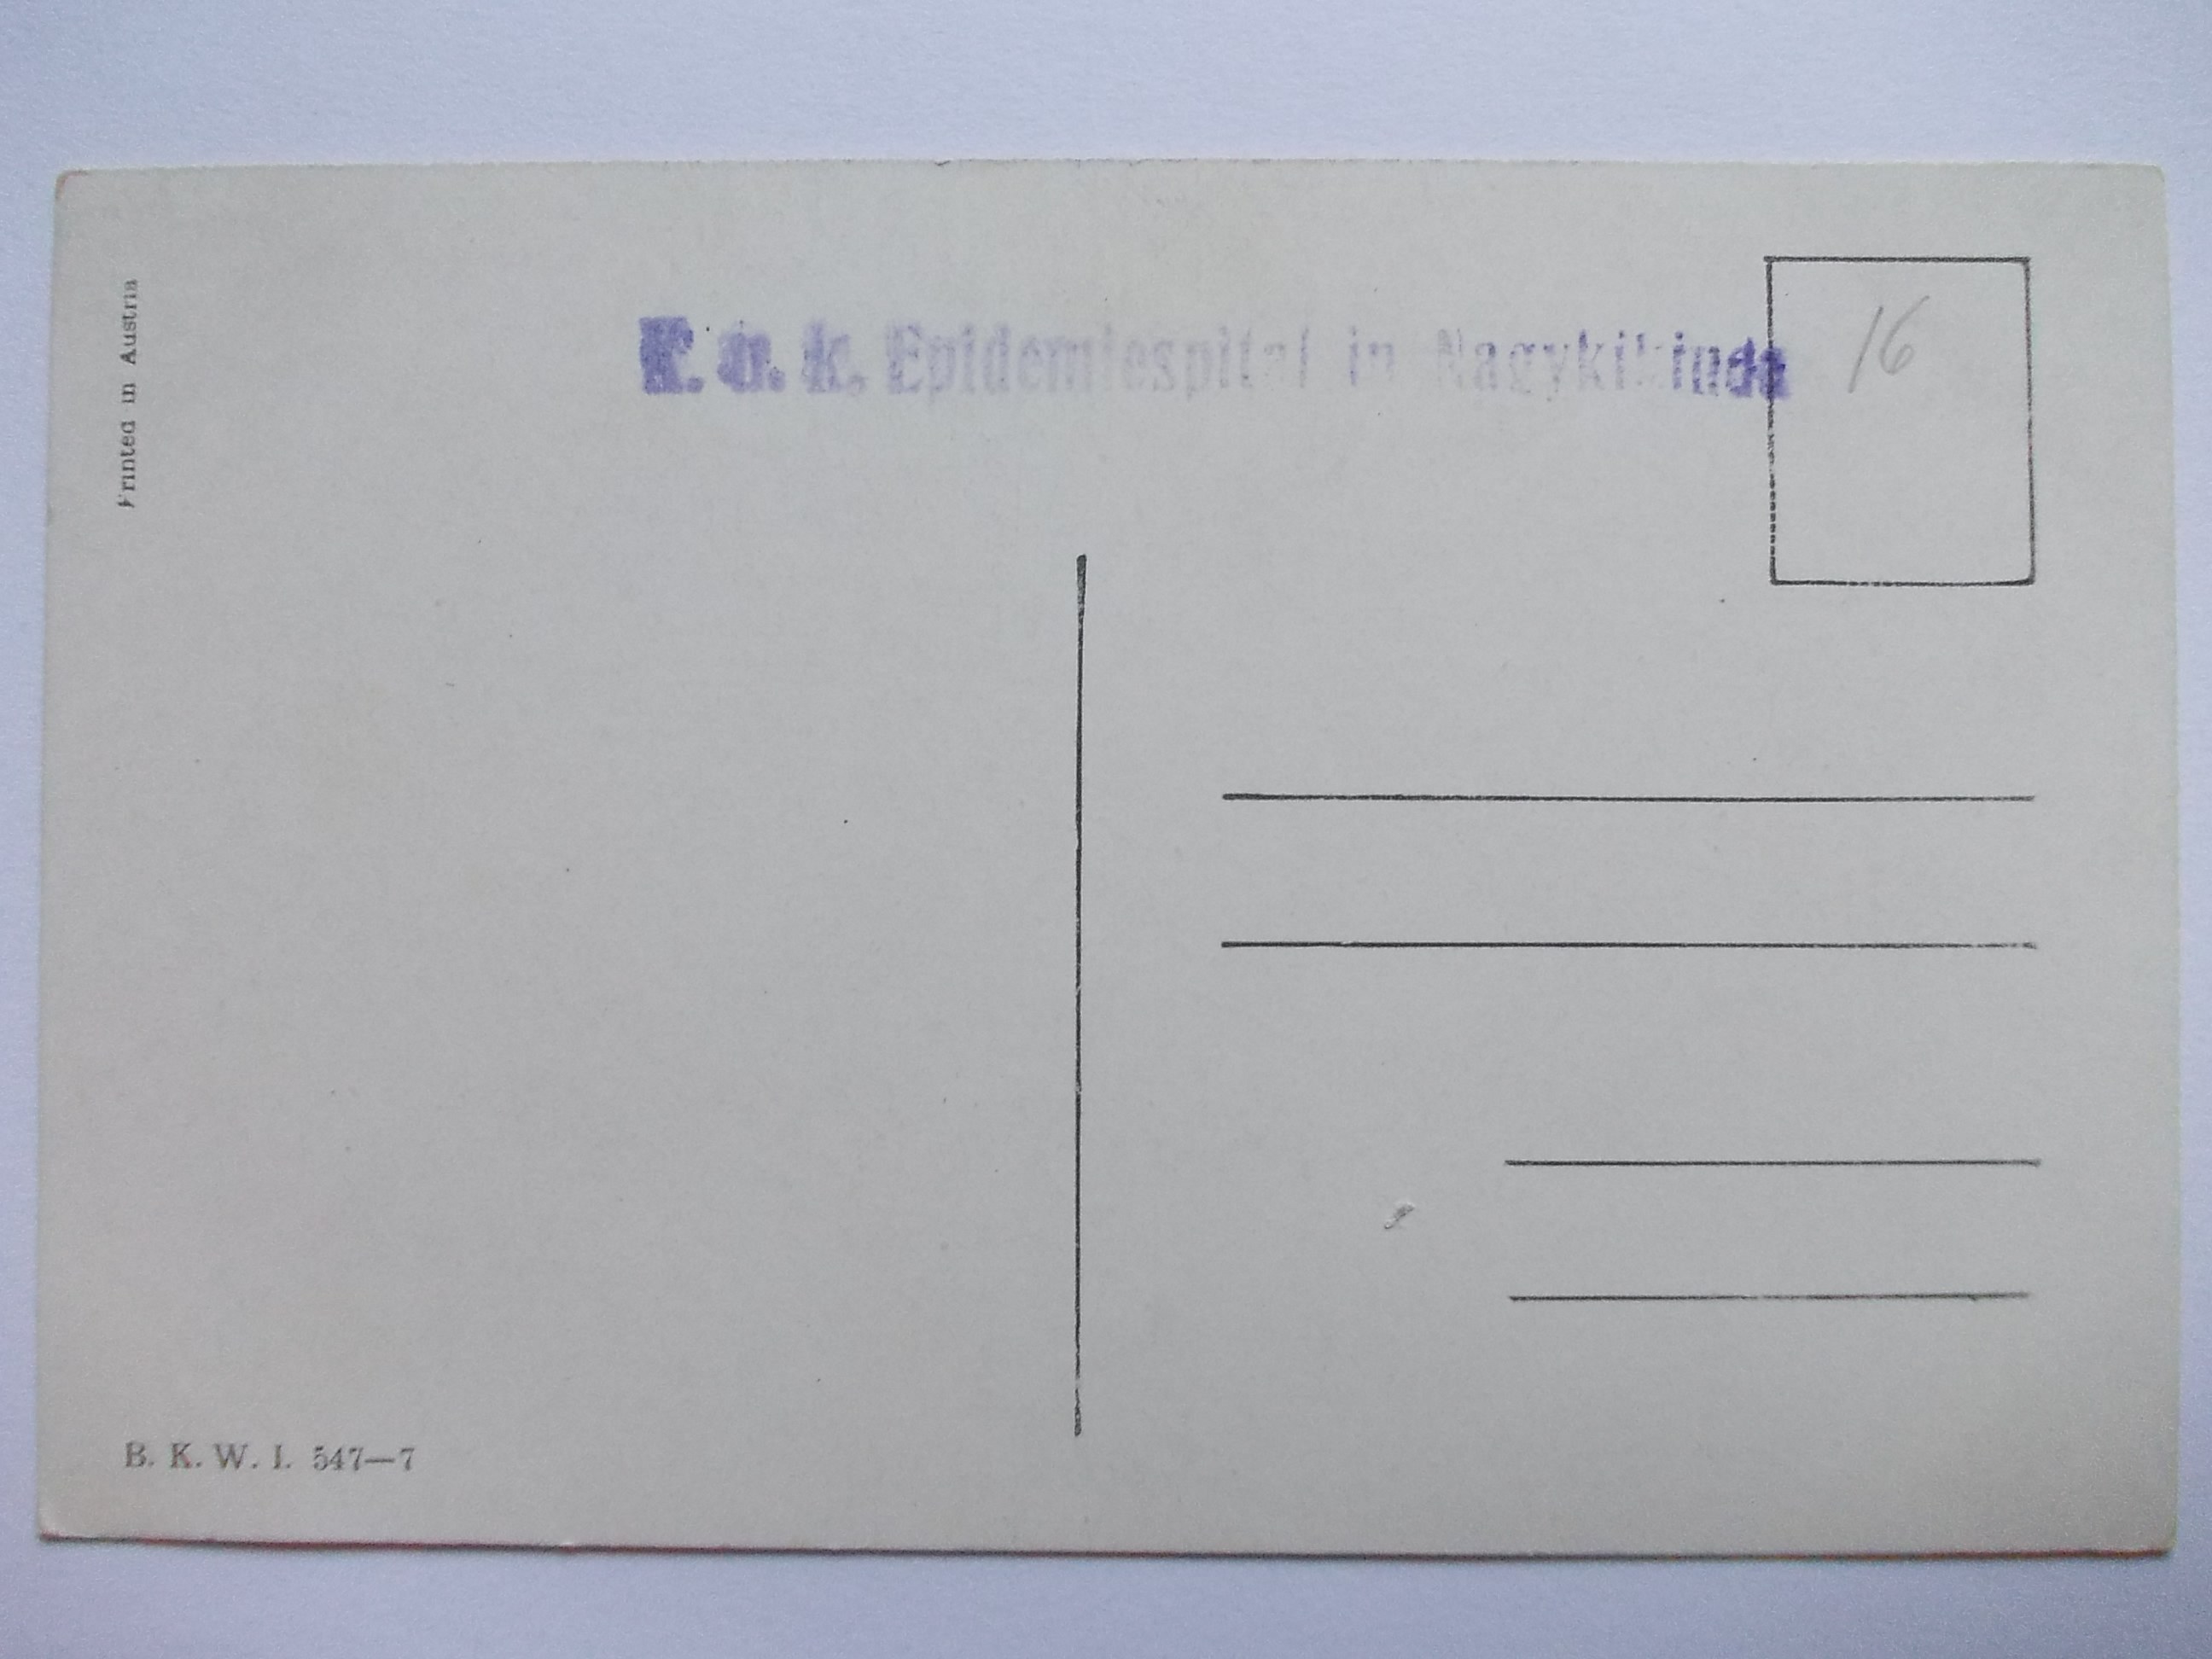 Printed in Austria
K. u. k. Epidemiespital in Nagykikinda
16
B. K. W. I. 547—7